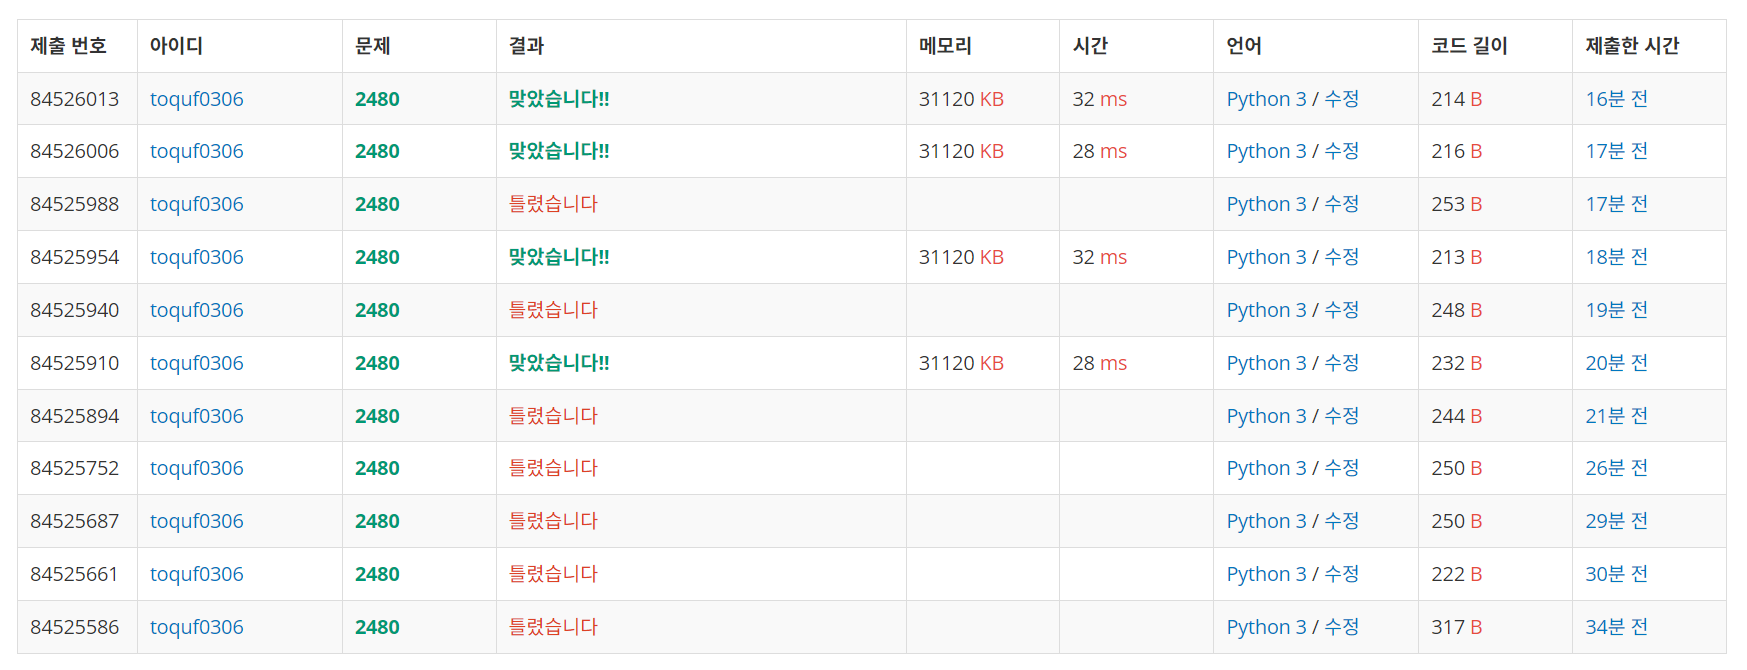 제출 번호 아이디 문제 결과 메모리 시간 언어 코드 길이 제출한 시간
84526013 toquf0306 2480 맞았습니다!! 31120 KB 32 ms Python 3 / 수정 214 B 16분 전
84526006 toquf0306 2480 맞았습니다!! 31120 KB 28 ms Python 3 / 수정 216 B 17분 전
84525988 toquf0306 2480 틀렸습니다 Python 3 / 수정 253 B 17분 전
84525954 toquf0306 2480 맞았습니다!! 31120 KB 32 ms Python 3 / 수정 213 B 18분 전
84525940 toquf0306 2480 틀렸습니다 Python 3 / 수정 248 B 19분 전
84525910 toquf0306 2480 맞았습니다!! 31120 KB 28 ms Python 3 / 수정 232 B 20분 전
84525894 toquf0306 2480 틀렸습니다 Python 3 / 수정 244 B 21분 전
84525752 toquf0306 2480 틀렸습니다 Python 3 / 수정 250 B 26분 전
84525687 toquf0306 2480 틀렸습니다 Python 3 / 수정 250 B 29분 전
84525661 toquf0306 2480 틀렸습니다 Python 3 / 수정 222 B 30분 전
84525586 toquf0306 2480 틀렸습니다 Python 3 / 수정 317 B 34분 전